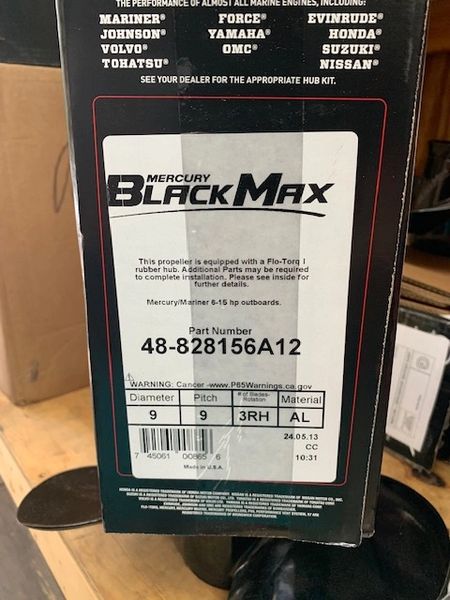 THE PERFORMANCE OF ALMOST ALL MARINE ENGINES, INCLUDING:
MARINER® FORCE® EVINRUDE®
JOHNSON® YAMAHA® HONDA®
VOLVO® OMC® SUZUKI®
TOHATSU® NISSAN®
SEE YOUR DEALER FOR THE APPROPRIATE HUB KIT.
MERCURY
BLACK MAX
This propeller is equipped with a Flo-Torq I
rubber hub. Additional Parts may be required
to complete installation. Please see inside for
further details.
Mercury/Mariner 6-15 hp outboards.
Part Number
48-828156A12
WARNING: Cancer -www.P65Warnings.ca.gov
Diameter Pitch # of Blades- Rotation Material
9 9 3RH AL
24.05.13
CC
7 45061 00865 6 10:31
Made in U.S.A.